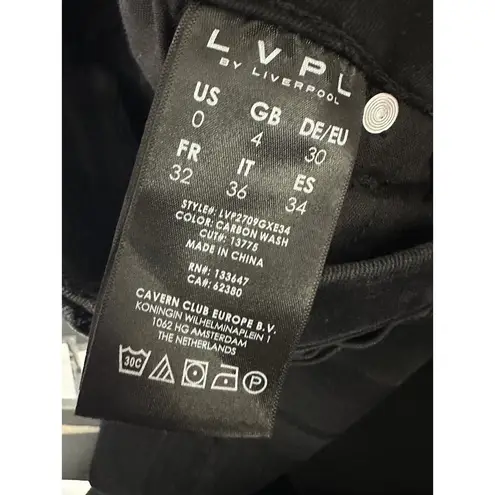 LVPL
BY LIVERPOOL
US GB DE/EU
0 4 30
FR IT ES
32 36 34
STYLE#: LVP2709GXE34
COLOR: CARBON WASH
CUT#: 13775
MADE IN CHINA
RN#: 133647
CA#: 62380
CAVERN CLUB EUROPE B.V.
KONINGIN WILHELMINAPLEIN 1
1062 HG AMSTERDAM
THE NETHERLANDS
30C P